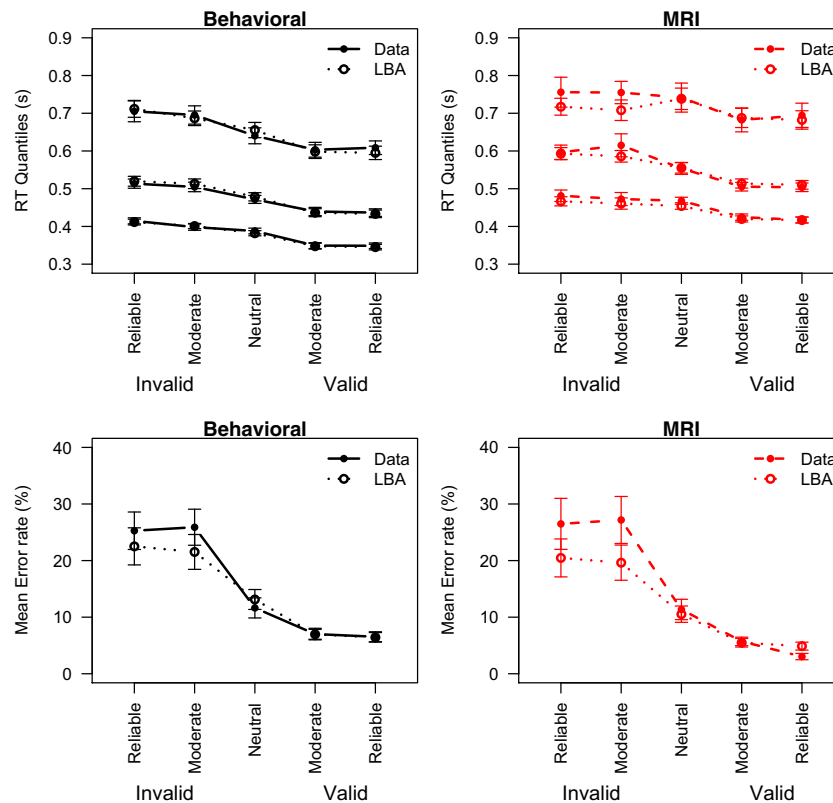 Behavioral
RT Quantiles (s)
0.9
0.8
0.7
0.6
0.5
0.4
0.3
Data
LBA
Reliable
Moderate
Neutral
Moderate
Reliable
Invalid
Valid
MRI
RT Quantiles (s)
0.9
0.8
0.7
0.6
0.5
0.4
0.3
Data
LBA
Reliable
Moderate
Neutral
Moderate
Reliable
Invalid
Valid
Behavioral
Mean Error rate (%)
40
30
20
10
0
Data
LBA
Reliable
Moderate
Neutral
Moderate
Reliable
Invalid
Valid
MRI
Mean Error rate (%)
40
30
20
10
0
Data
LBA
Reliable
Moderate
Neutral
Moderate
Reliable
Invalid
Valid